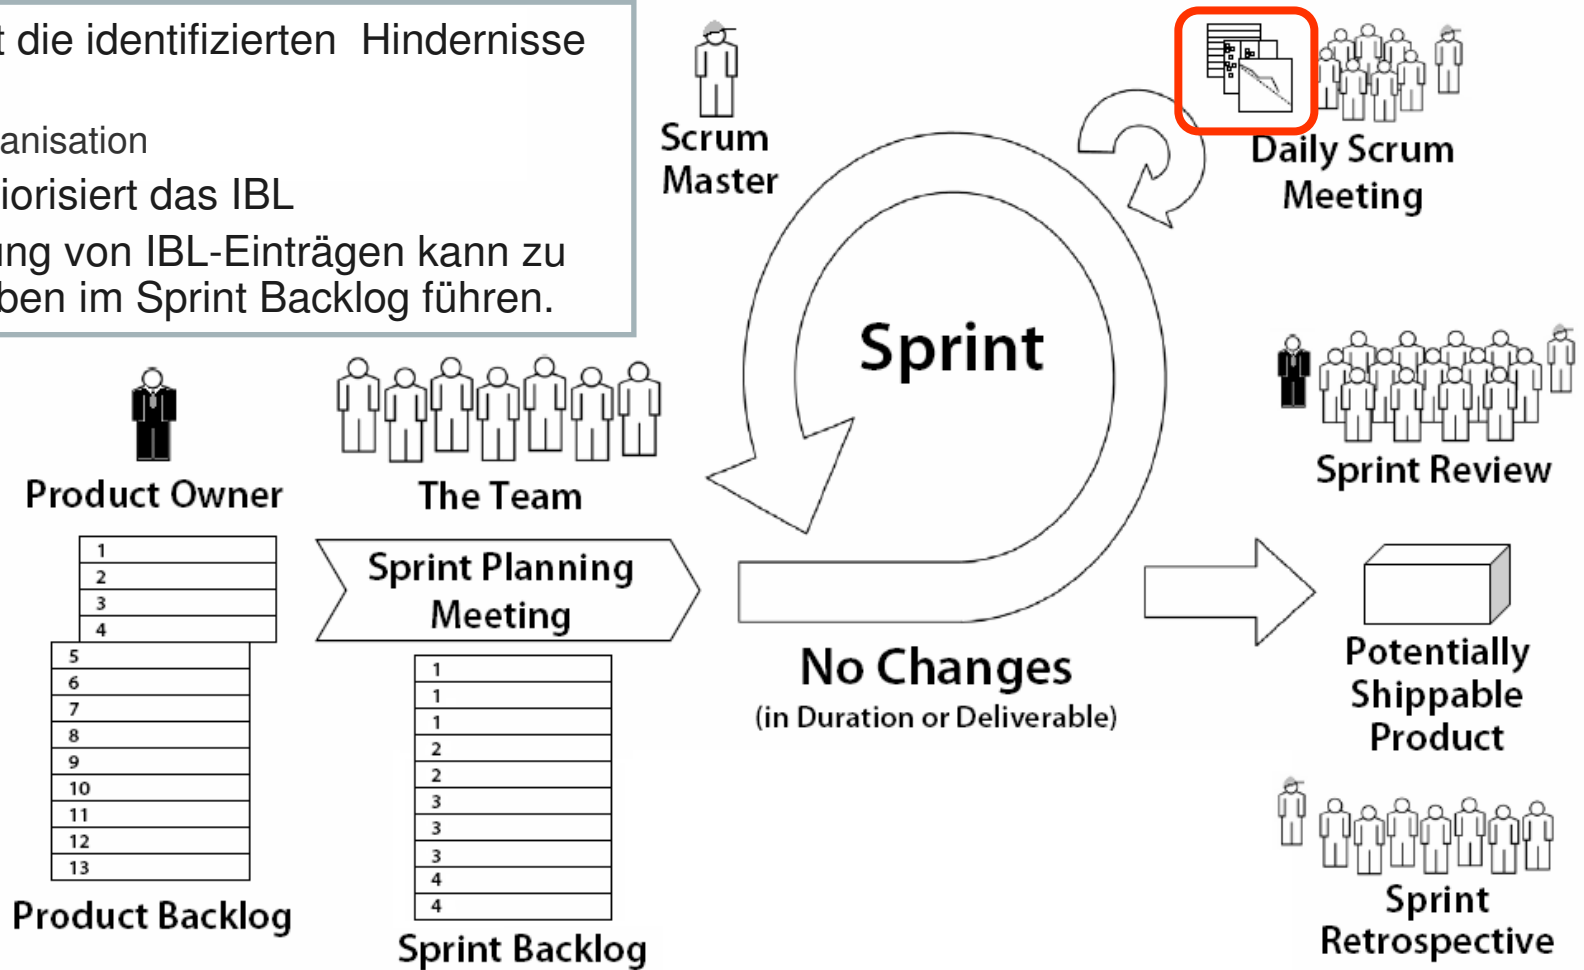 t die identifizierten Hindernisse
anisation
iorisiert das IBL
ung von IBL-Einträgen kann zu
ben im Sprint Backlog führen.
Scrum
Master
Daily Scrum
Meeting
Sprint
Product Owner
The Team
Sprint Review
1
2
3
4
5
6
7
8
9
10
11
12
13
Product Backlog
Sprint Planning
Meeting
1
1
1
2
2
3
3
3
4
4
Sprint Backlog
No Changes
(in Duration or Deliverable)
Potentially
Shippable
Product
Sprint
Retrospective